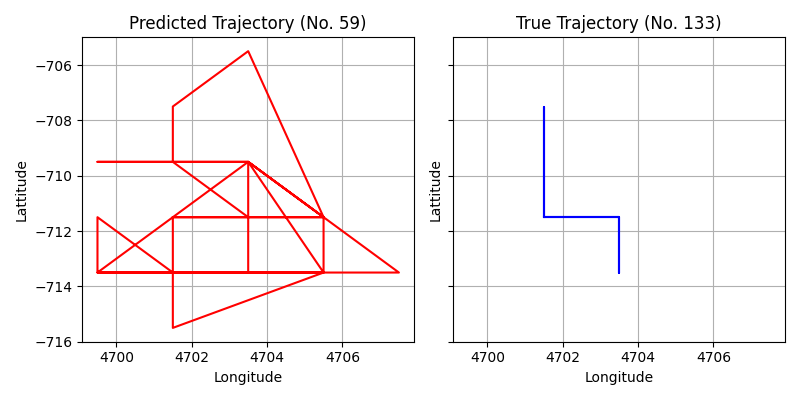 Predicted Trajectory (No. 59)
True Trajectory (No. 133)
Lattitude
−706
−708
−710
−712
−714
−716
4700
4702
4704
4706
Longitude
Lattitude
4700
4702
4704
4706
Longitude